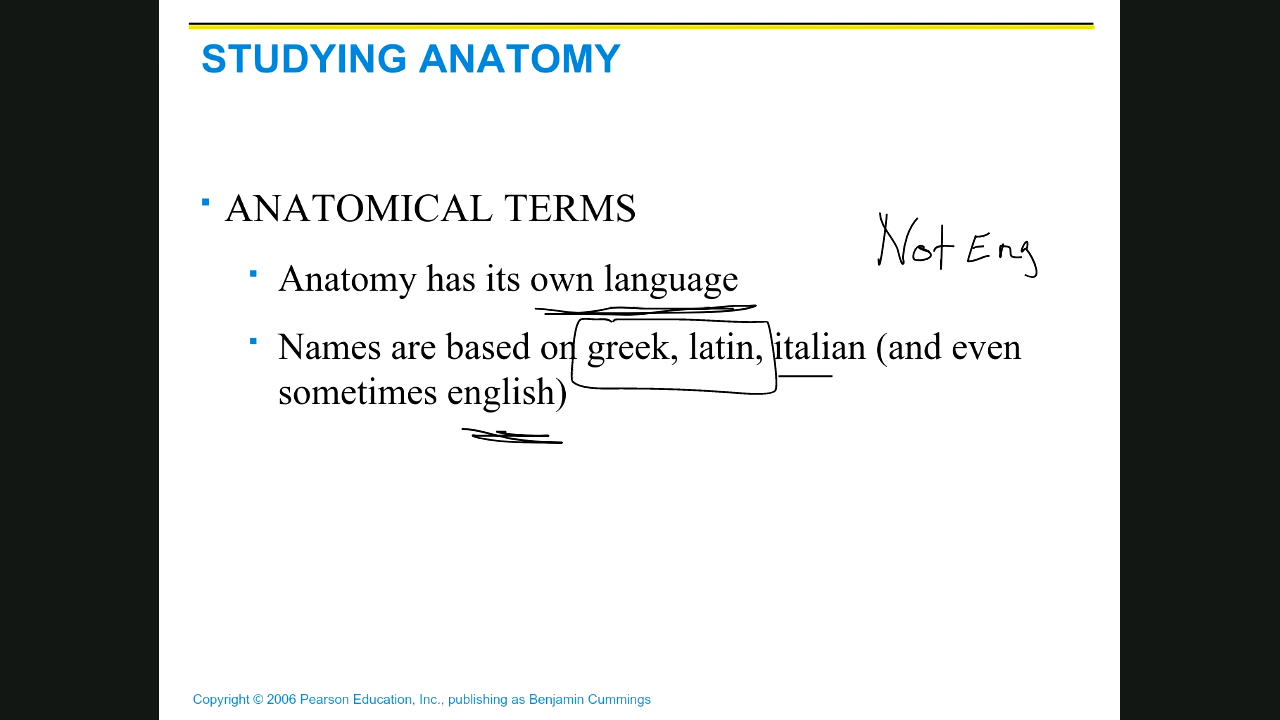 STUDYING ANATOMY
ANATOMICAL TERMS
Not Eng
Anatomy has its own language
Names are based on greek, latin, italian (and even
sometimes english)
Copyright © 2006 Pearson Education, Inc., publishing as Benjamin Cummings